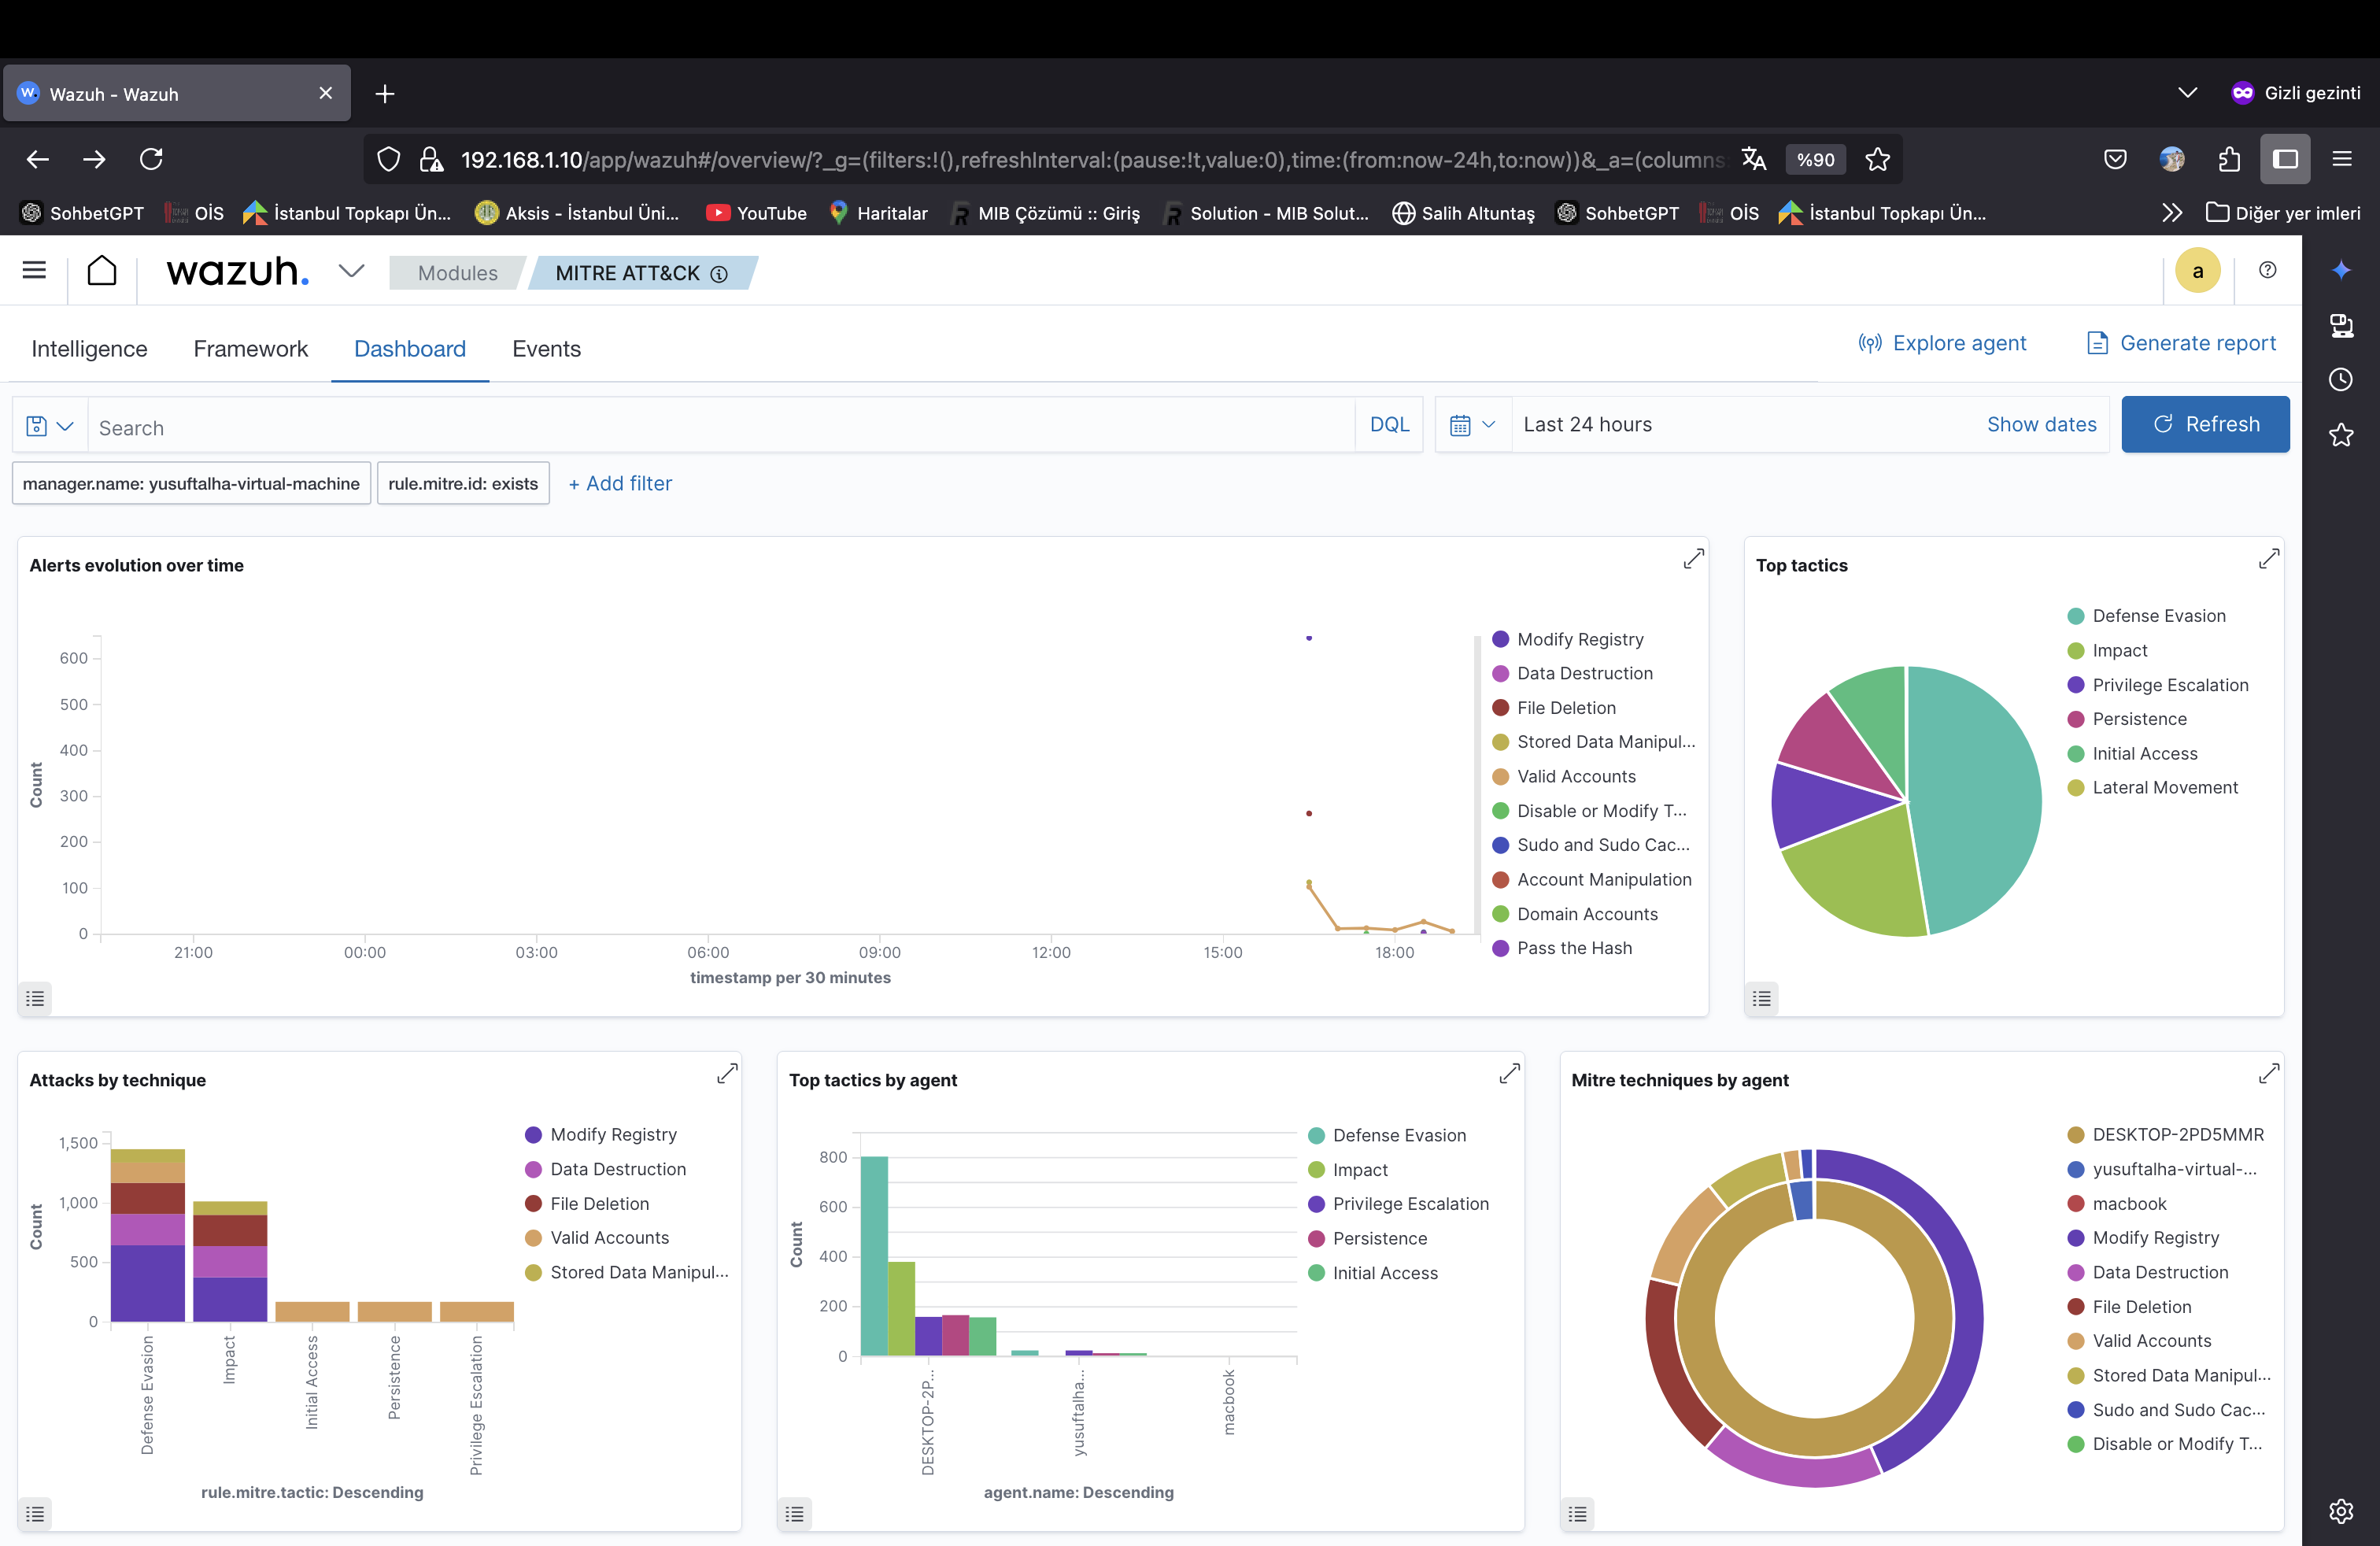 Wazuh - Wazuh
Gizli gezinti
192.168.1.10/app/wazuh#/overview/?_g=(filters:!(),refreshInterval:(pause:!t,value:0),time:(from:now-24h,to:now))&_a=(columns:
%90
SohbetGPT OİS İstanbul Topkapı Ün... Aksis - İstanbul Üni... YouTube Haritalar MIB Çözümü :: Giriş Solution - MIB Solut... Salih Altuntaş SohbetGPT OİS İstanbul Topkapı Ün... Diğer yer imleri
wazuh. Modules MITRE ATT&CK a
Intelligence Framework Dashboard Events Explore agent Generate report
Search DQL Last 24 hours Show dates Refresh
manager.name: yusuftalha-virtual-machine rule.mitre.id: exists + Add filter
Alerts evolution over time
600
500
400
300
200
100
0
Count
21:00 00:00 03:00 06:00 09:00 12:00 15:00 18:00
timestamp per 30 minutes
Modify Registry
Data Destruction
File Deletion
Stored Data Manipul...
Valid Accounts
Disable or Modify T...
Sudo and Sudo Cac...
Account Manipulation
Domain Accounts
Pass the Hash
Top tactics
Defense Evasion
Impact
Privilege Escalation
Persistence
Initial Access
Lateral Movement
Attacks by technique
1,500
1,000
500
0
Count
Defense Evasion
Impact
Initial Access
Persistence
Privilege Escalation
rule.mitre.tactic: Descending
Modify Registry
Data Destruction
File Deletion
Valid Accounts
Stored Data Manipul...
Top tactics by agent
800
600
400
200
0
Count
DESKTOP-2P...
yusuftalha...
macbook
agent.name: Descending
Defense Evasion
Impact
Privilege Escalation
Persistence
Initial Access
Mitre techniques by agent
DESKTOP-2PD5MMR
yusuftalha-virtual-...
macbook
Modify Registry
Data Destruction
File Deletion
Valid Accounts
Stored Data Manipul...
Sudo and Sudo Cac...
Disable or Modify T...